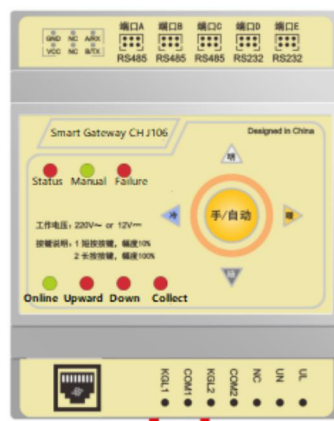 端口A 端口B 端口C 端口D 端口E
GND NC A/RX
VCC NC B/TX
RS485 RS485 RS485 RS232 RS232
Smart Gateway CH J106
Designed in China
Status Manual Failure
明
冷
手/自动
暖
暗
工作电压：220V～ or 12V⎓
按键说明：1 短按按键，幅度10%
2 长按按键，幅度100%
Online Upward Down Collect
KGL1 COM1 KGL2 COM2 NC UN UL